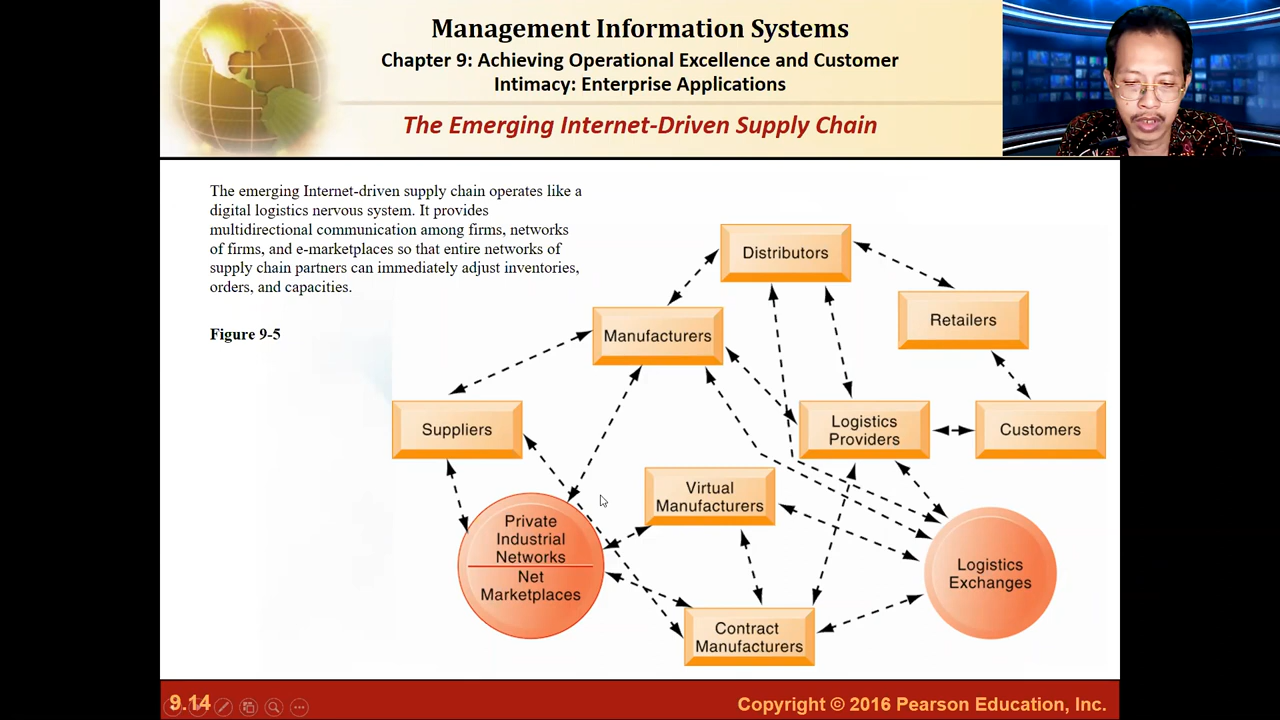 Management Information Systems
Chapter 9: Achieving Operational Excellence and Customer
Intimacy: Enterprise Applications
The Emerging Internet-Driven Supply Chain
The emerging Internet-driven supply chain operates like a
digital logistics nervous system. It provides
multidirectional communication among firms, networks
of firms, and e-marketplaces so that entire networks of
supply chain partners can immediately adjust inventories,
orders, and capacities.
Figure 9-5
Distributors
Retailers
Manufacturers
Suppliers
Logistics
Providers
Customers
Virtual
Manufacturers
Private
Industrial
Networks
Net
Marketplaces
Logistics
Exchanges
Contract
Manufacturers
9.14
Copyright © 2016 Pearson Education, Inc.